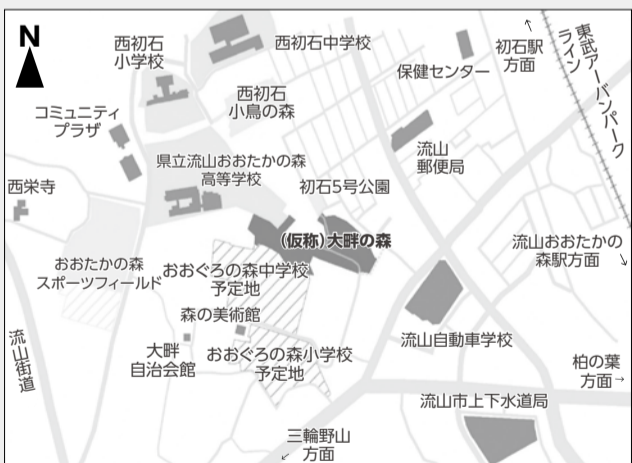 N
西初石
小学校
西初石中学校
初石駅
方面
東武アーバンパーク
ライン
保健センター
西初石
小鳥の森
コミュニティ
プラザ
流山
郵便局
県立流山おおたかの森
高等学校
初石5号公園
西栄寺
(仮称)大畔の森
流山おおたかの
森駅方面
おおたかの森
スポーツフィールド
おおぐろの森中学校
予定地
森の美術館
流山自動車学校
大畔
自治会館
おおぐろの森小学校
予定地
流山街道
柏の葉
方面→
流山市上下水道局
三輪野山
方面